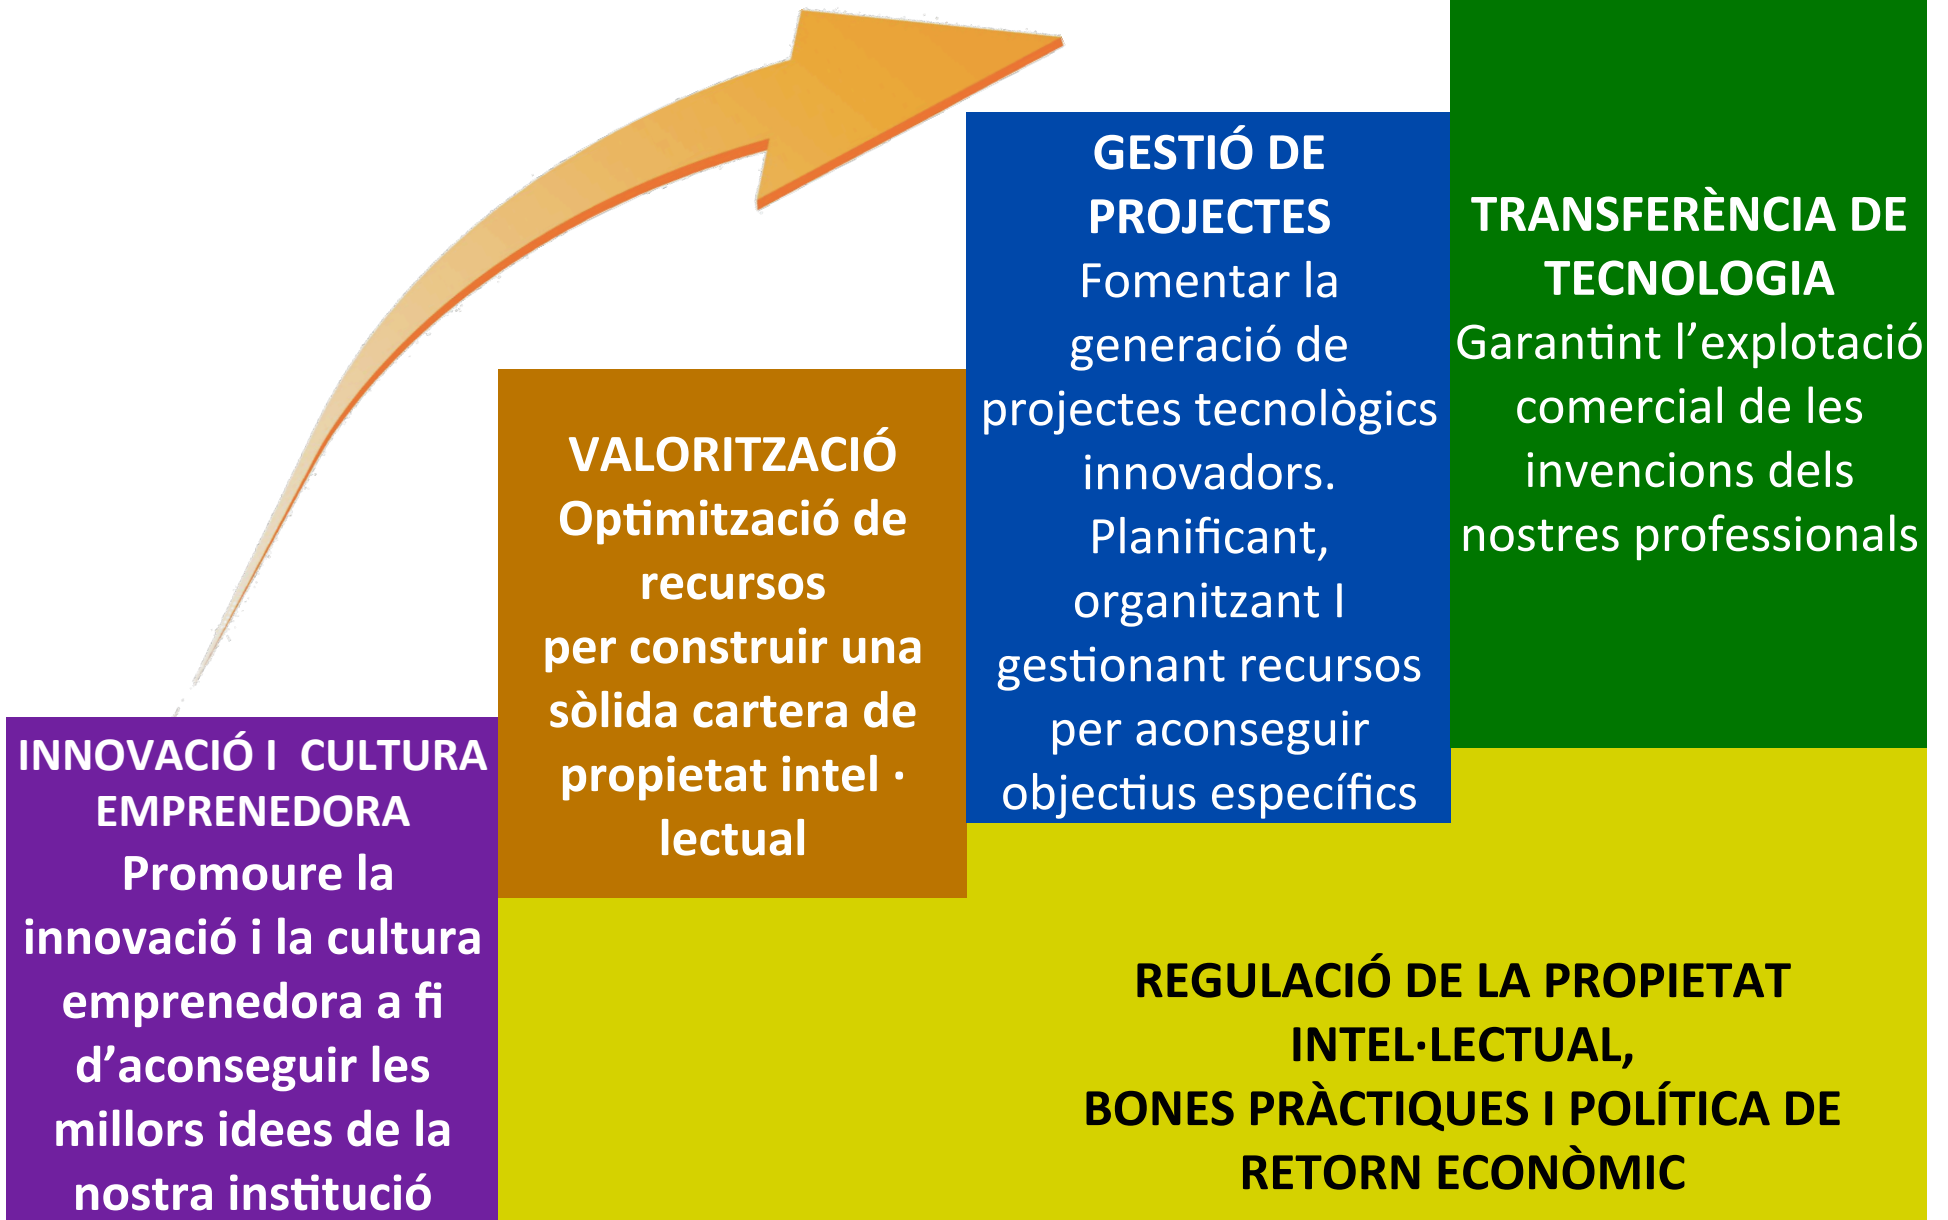 INNOVACIÓ I  CULTURA
EMPRENEDORA
Promoure la
innovació i la cultura
emprenedora a fi
d’aconseguir les
millors idees de la
nostra institució
VALORITZACIÓ
Optimització de
recursos
per construir una
sòlida cartera de
propietat intel ·
lectual
GESTIÓ DE
PROJECTES
Fomentar la
generació de
projectes tecnològics
innovadors.
Planificant,
organitzant I
gestionant recursos
per aconseguir
objectius específics
TRANSFERÈNCIA DE
TECNOLOGIA
Garantint l’explotació
comercial de les
invencions dels
nostres professionals
REGULACIÓ DE LA PROPIETAT
INTEL·LECTUAL,
BONES PRÀCTIQUES I POLÍTICA DE
RETORN ECONÒMIC